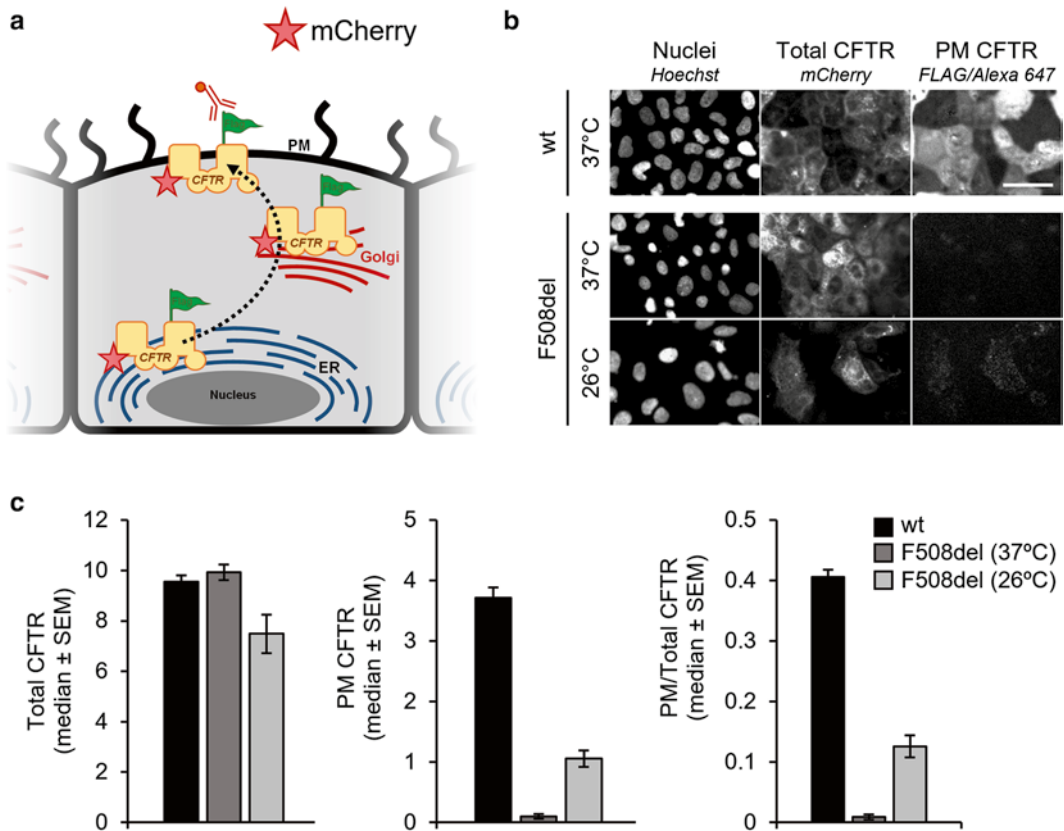 a
mCherry
PM
CFTR
Flag
CFTR
Golgi
CFTR
ER
Nucleus
b
Nuclei
Hoechst
Total CFTR
mCherry
PM CFTR
FLAG/Alexa 647
wt
37°C
F508del
37°C
26°C
c
Total CFTR
(median ± SEM)
12
10
8
6
4
2
0
PM CFTR
(median ± SEM)
5
4
3
2
1
0
PM/Total CFTR
(median ± SEM)
0.5
0.4
0.3
0.2
0.1
0
wt
F508del (37ºC)
F508del (26ºC)